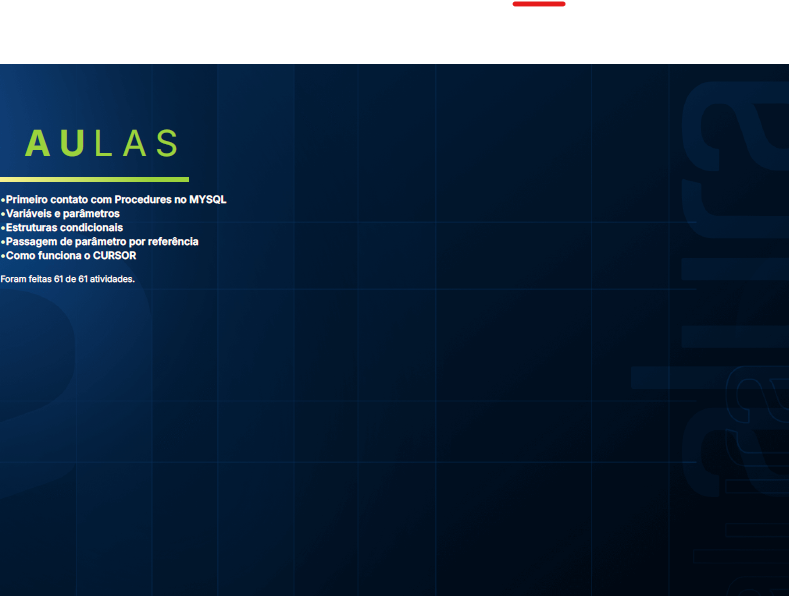 AULAS
•Primeiro contato com Procedures no MYSQL
•Variáveis e parâmetros
•Estruturas condicionais
•Passagem de parâmetro por referência
•Como funciona o CURSOR
Foram feitas 61 de 61 atividades.
alura